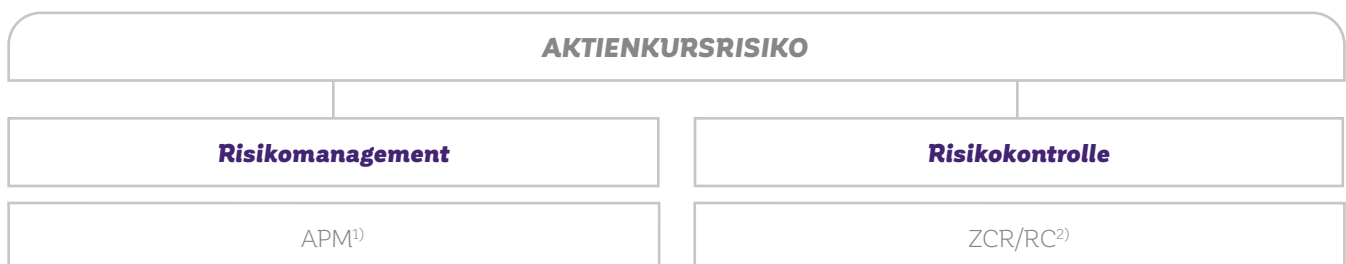 AKTIENKURSRISIKO
Risikomanagement
Risikokontrolle
APM1)
ZCR/RC2)